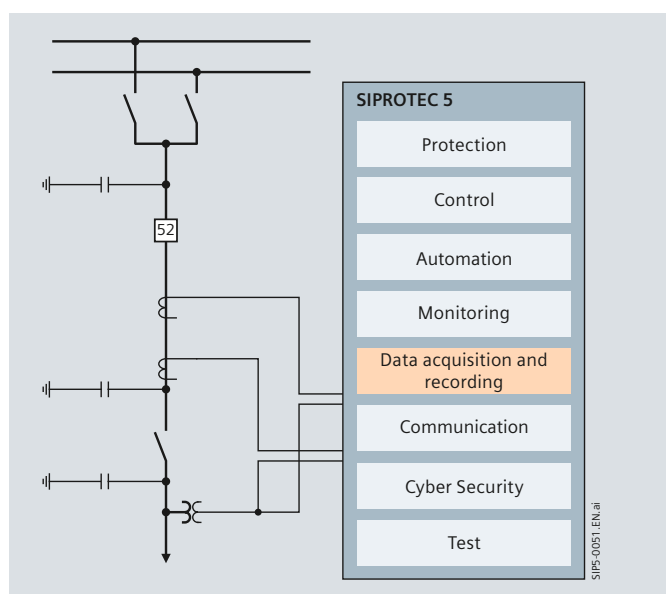 SIPROTEC 5
Protection
Control
52
Automation
Monitoring
Data acquisition and
recording
Communication
Cyber Security
Test
SIP5-0051.EN.ai